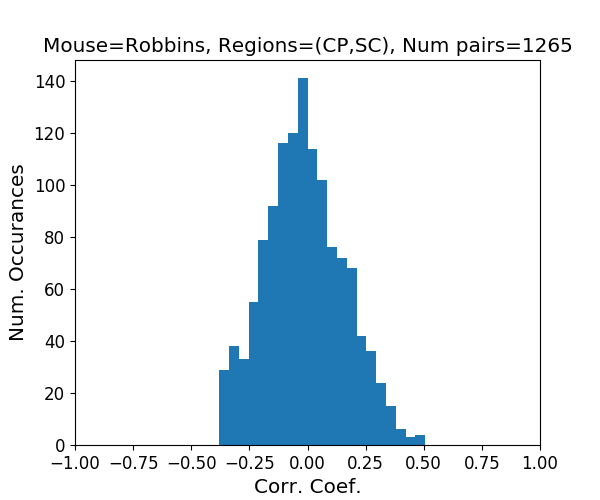 Mouse=Robbins, Regions=(CP,SC), Num pairs=1265
140
120
100
80
60
40
20
0
Num. Occurances
−1.00 −0.75 −0.50 −0.25 0.00 0.25 0.50 0.75 1.00
Corr. Coef.